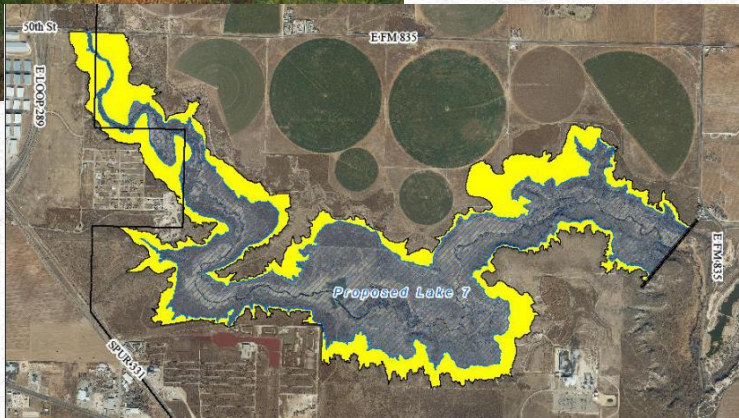 50th St
E FM 835
E LOOP 289
Proposed Lake 7
E FM 835
SPUR 331